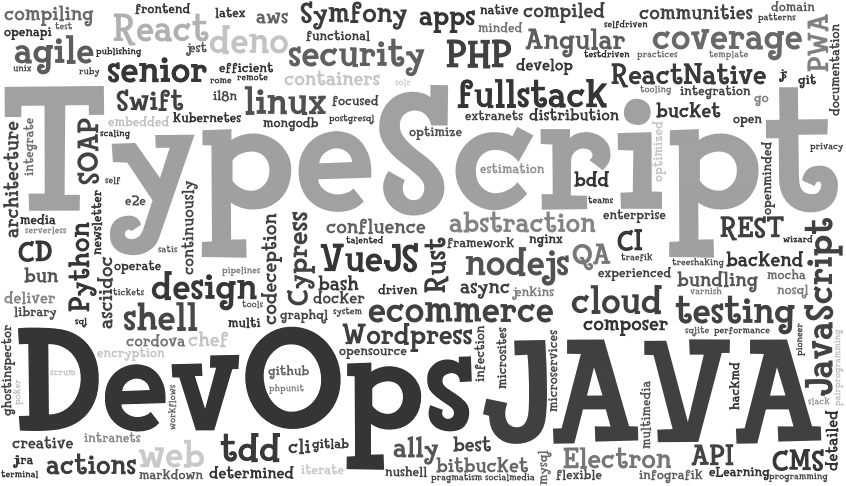 compiling
frontend
latex
aws
Symfony
apps
native
compiled
selfdriven
communities
domain
patterns
openapi
test
React
deno
functional
minded
Angular
coverage
PWA
documentation
agile
publishing
jest
security
PHP
testdriven
practices
template
unix
ruby
senior
efficient
rome
remote
containers
solr
develop
ReactNative
js
git
Swift
i18n
linux
focused
fullstack
tooling
integration
go
embedded
kubernetes
mongodb
postgresql
extranets
distribution
bucket
open
TypeScript
architecture
integrate
SOAP
scaling
optimize
optimized
estimation
privacy
openminded
self
bdd
teams
e2e
newsletter
continuously
media
serverless
enterprise
REST
wizard
satis
confluence
abstraction
CD
Python
codeception
Cypress
talented
VueJS
Rust
framework
nginx
QA
CI
traefik
treeshaking
backend
JavaScript
bun
asciidoc
operate
pipelines
nodejs
experienced
bundling
mocha
deliver
tickets
design
tools
bash
docker
driven
async
jenkins
cloud
varnish
nosql
library
sql
shell
multi
graphql
system
ecommerce
composer
testing
cordova
chef
Wordpress
sqlite
performance
pioneer
encryption
opensource
infection
microsites
microservices
ghostinspector
poker
scrum
DevOps
JAVA
github
phpunit
workflows
multimedia
hackmd
pairprogramming
slack
creative
intranets
tdd
cli
gitlab
ally
best
mysql
Electron
API
CMS
detailed
jra
terminal
actions
web
markdown
determined
iterate
nushell
bitbucket
pragmatism
socialmedia
flexible
infografik
eLearning
programming